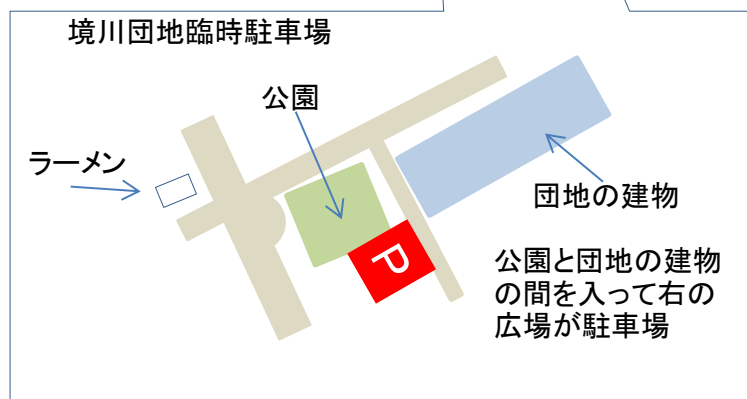 境川団地臨時駐車場
公園
ラーメン
団地の建物
P
公園と団地の建物
の間を入って右の
広場が駐車場